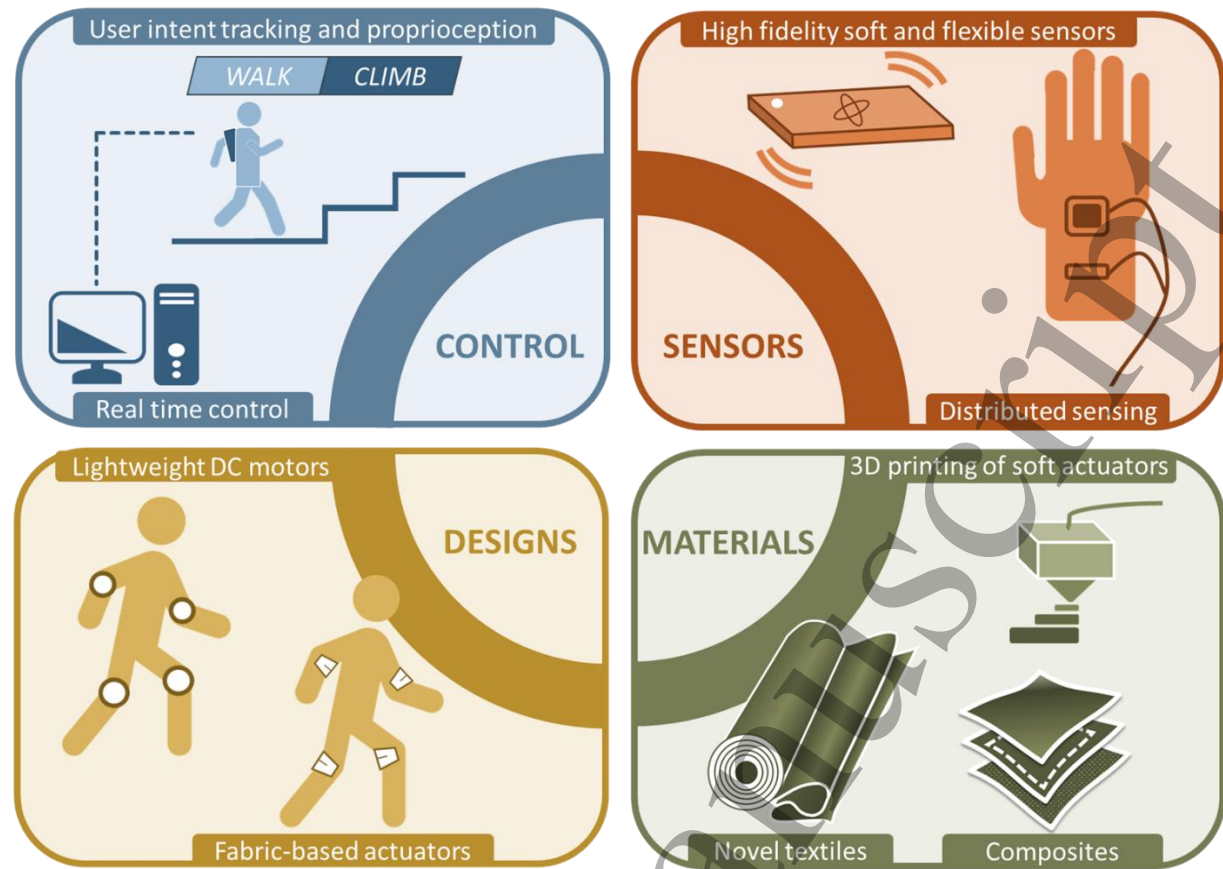 User intent tracking and proprioception
WALK CLIMB
CONTROL
Real time control
High fidelity soft and flexible sensors
SENSORS
Distributed sensing
Lightweight DC motors
DESIGNS
Fabric-based actuators
3D printing of soft actuators
MATERIALS
Novel textiles
Composites